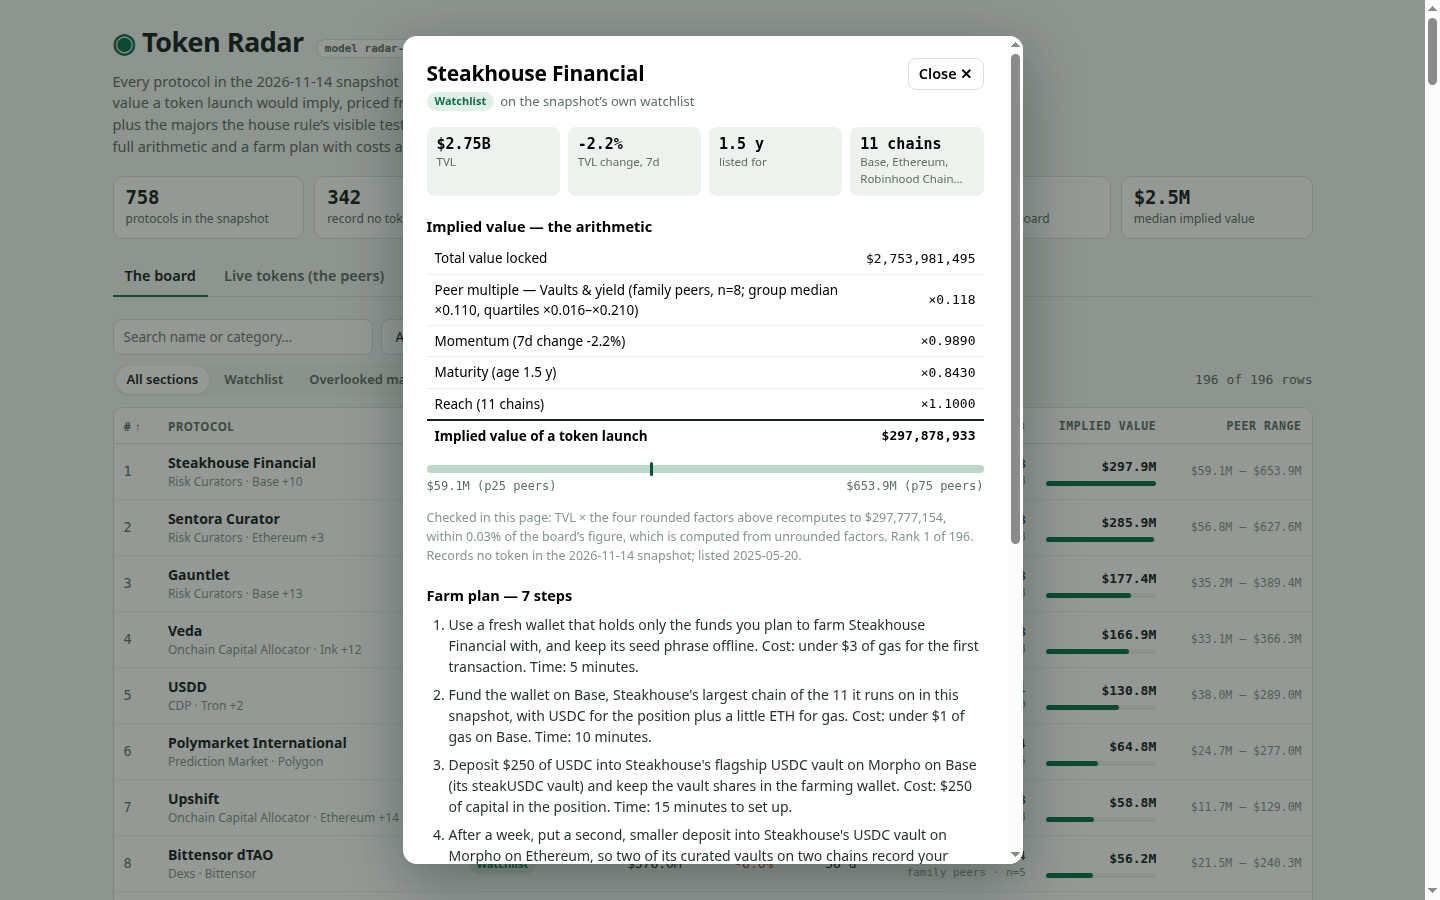 Token Radar
model radar-
Every protocol in the 2026-11-14 snapshot
value a token launch would imply, priced
plus the majors the house rule's visible
full arithmetic and a farm plan with costs
758
protocols in the snapshot
342
record no
$2.5M
median implied value
The board
Live tokens (the peers)
Search name or category...
All sections
Watchlist
Overlooked
196 of 196 rows
# ↑
PROTOCOL
IMPLIED VALUE
PEER RANGE
1
Steakhouse Financial
Risk Curators · Base +10
$297.9M
$59.1M — $653.9M
2
Sentora Curator
Risk Curators · Ethereum +3
$285.9M
$56.8M — $627.6M
3
Gauntlet
Risk Curators · Base +13
$177.4M
$35.2M — $389.4M
4
Veda
Onchain Capital Allocator · Ink +12
$166.9M
$33.1M — $366.3M
5
USDD
CDP · Tron +2
$130.8M
$38.0M — $289.0M
6
Polymarket International
Prediction Market · Polygon
$64.8M
$24.7M — $277.0M
7
Upshift
Onchain Capital Allocator · Ethereum +14
$58.8M
$11.7M — $129.0M
8
Bittensor dTAO
Dexs · Bittensor
Watchlist
family peers · n=5
$56.2M
$21.5M — $240.3M
Steakhouse Financial
Close ✕
Watchlist on the snapshot's own watchlist
$2.75B
TVL
-2.2%
TVL change, 7d
1.5 y
listed for
11 chains
Base, Ethereum,
Robinhood Chain...
Implied value — the arithmetic
Total value locked $2,753,981,495
Peer multiple — Vaults & yield (family peers, n=8; group median
×0.110, quartiles ×0.016–×0.210) ×0.118
Momentum (7d change -2.2%) ×0.9890
Maturity (age 1.5 y) ×0.8430
Reach (11 chains) ×1.1000
Implied value of a token launch $297,878,933
$59.1M (p25 peers) $653.9M (p75 peers)
Checked in this page: TVL × the four rounded factors above recomputes to $297,777,154,
within 0.03% of the board's figure, which is computed from unrounded factors. Rank 1 of 196.
Records no token in the 2026-11-14 snapshot; listed 2025-05-20.
Farm plan — 7 steps
1. Use a fresh wallet that holds only the funds you plan to farm Steakhouse
Financial with, and keep its seed phrase offline. Cost: under $3 of gas for the first
transaction. Time: 5 minutes.
2. Fund the wallet on Base, Steakhouse's largest chain of the 11 it runs on in this
snapshot, with USDC for the position plus a little ETH for gas. Cost: under $1 of
gas on Base. Time: 10 minutes.
3. Deposit $250 of USDC into Steakhouse's flagship USDC vault on Morpho on Base
(its steakUSDC vault) and keep the vault shares in the farming wallet. Cost: $250
of capital in the position. Time: 15 minutes to set up.
4. After a week, put a second, smaller deposit into Steakhouse's USDC vault on
Morpho on Ethereum, so two of its curated vaults on two chains record your